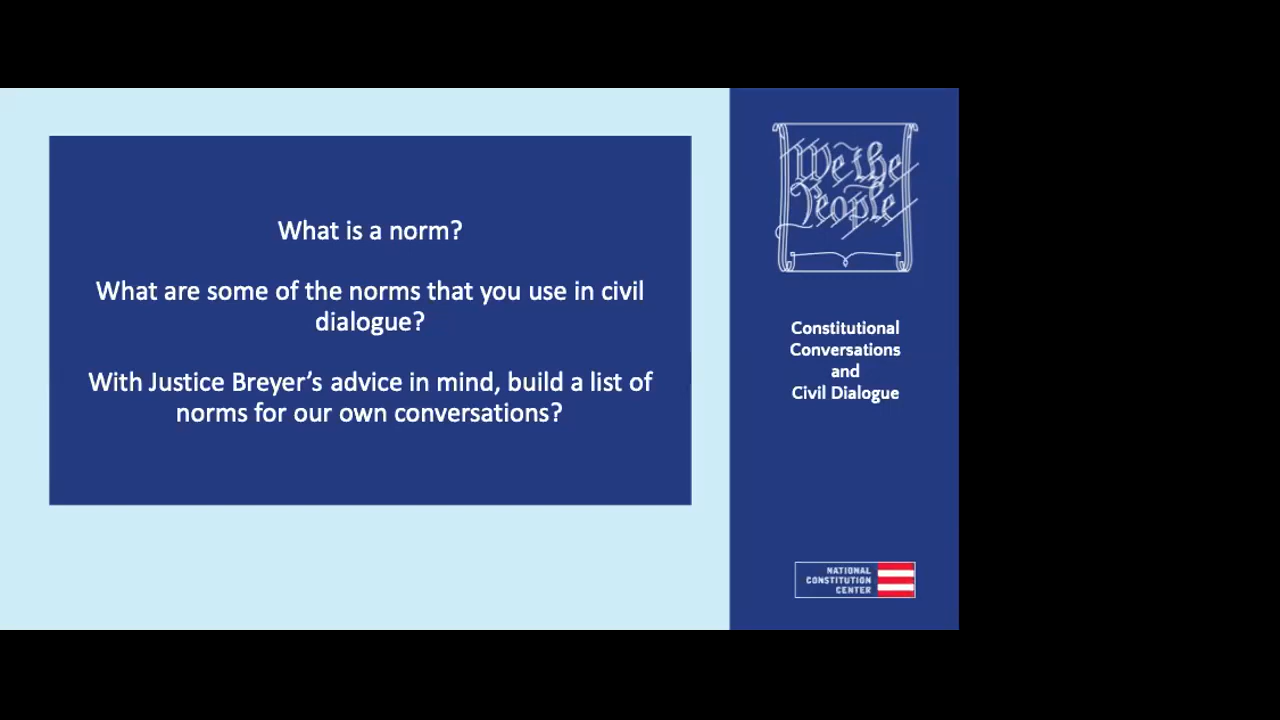 What is a norm?
What are some of the norms that you use in civil
dialogue?
With Justice Breyer’s advice in mind, build a list of
norms for our own conversations?
We the
People
Constitutional
Conversations
and
Civil Dialogue
NATIONAL
CONSTITUTION
CENTER